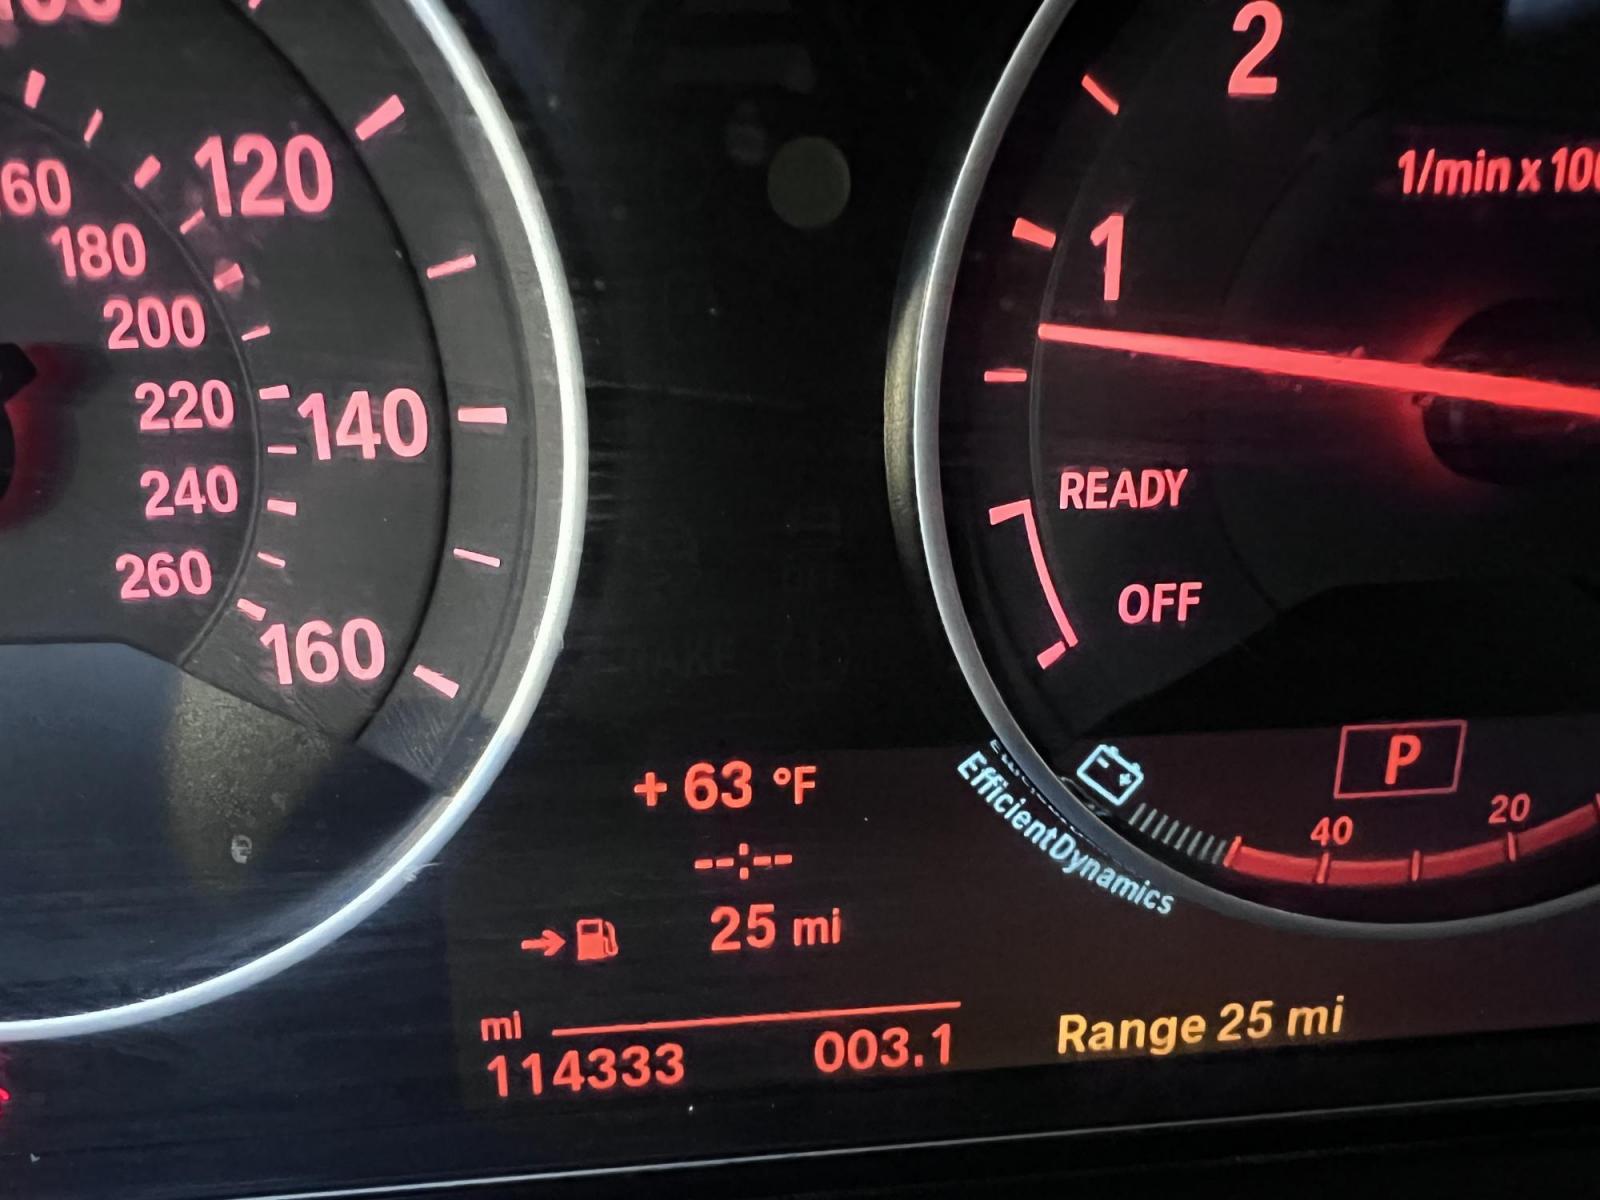 120
180
200
220
240
260
140
160
2
1
1/min x 100
READY
OFF
P
40
20
EfficientDynamics
+ 63 °F
--:--
25 mi
mi
114333
003.1
Range 25 mi